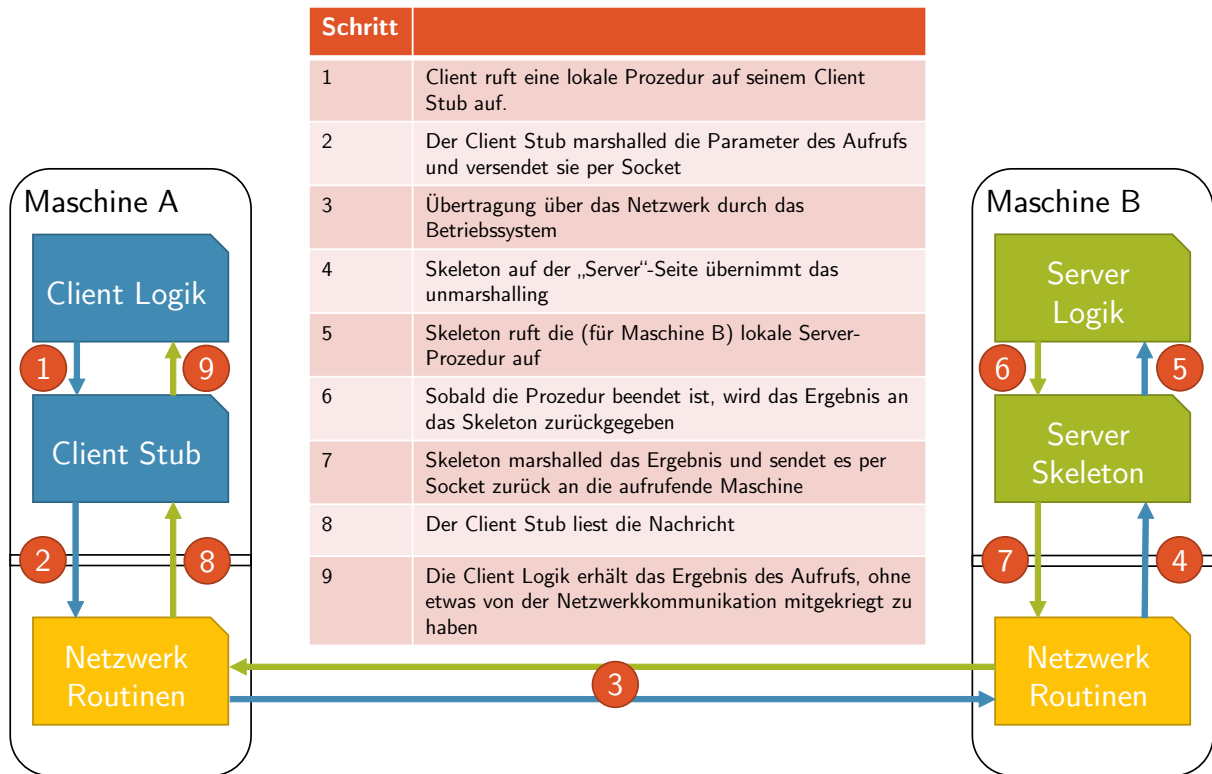 Schritt
1 Client ruft eine lokale Prozedur auf seinem Client
Stub auf.
2 Der Client Stub marshalled die Parameter des Aufrufs
und versendet sie per Socket
3 Übertragung über das Netzwerk durch das
Betriebssystem
4 Skeleton auf der „Server“-Seite übernimmt das
unmarshalling
5 Skeleton ruft die (für Maschine B) lokale Server-
Prozedur auf
6 Sobald die Prozedur beendet ist, wird das Ergebnis an
das Skeleton zurückgegeben
7 Skeleton marshalled das Ergebnis und sendet es per
Socket zurück an die aufrufende Maschine
8 Der Client Stub liest die Nachricht
9 Die Client Logik erhält das Ergebnis des Aufrufs, ohne
etwas von der Netzwerkkommunikation mitgekriegt zu
haben
Maschine A
Client Logik
1
9
Client Stub
2
8
Netzwerk
Routinen
3
Maschine B
Server
Logik
6
5
Server
Skeleton
7
4
Netzwerk
Routinen